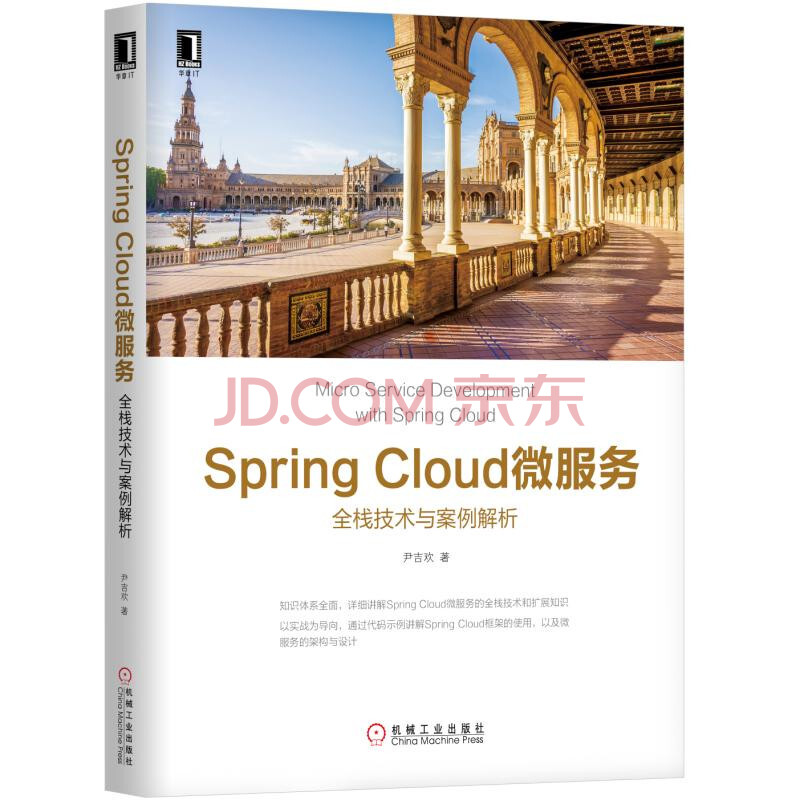 HZ Books
华章IT
Spring Cloud微服务
全栈技术与案例解析
尹吉欢 著
机械工业出版社
China Machine Press
Micro Service Development
with Spring Cloud
JD.COM 京东
Spring Cloud微服务
全栈技术与案例解析
尹吉欢 著
知识体系全面，详细讲解Spring Cloud微服务的全栈技术和扩展知识
以实战为导向，通过代码示例讲解Spring Cloud框架的使用，以及微
服务的架构与设计
机械工业出版社
China Machine Press